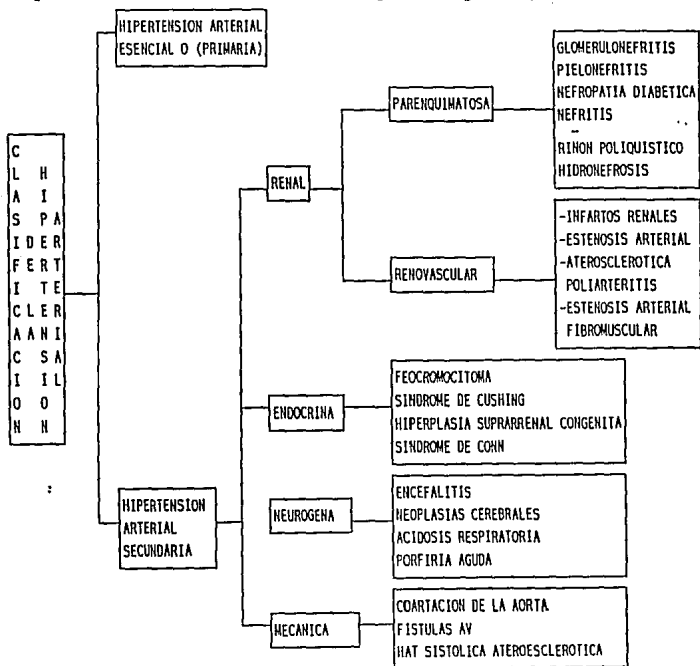 CLASIFICACION
DE LA
HIPERTENSION
ARTERIAL
HIPERTENSION ARTERIAL
ESENCIAL O (PRIMARIA)
HIPERTENSION
ARTERIAL
SECUNDARIA
RENAL
PARENQUIMATOSA
GLOMERULONEFRITIS
PIELONEFRITIS
NEFROPATIA DIABETICA
NEFRITIS
RIÑON POLIQUISTICO
HIDRONEFROSIS
RENOVASCULAR
-INFARTOS RENALES
-ESTENOSIS ARTERIAL
-ATEROSCLEROTICA
POLIARTERITIS
-ESTENOSIS ARTERIAL
FIBROMUSCULAR
ENDOCRINA
FEOCROMOCITOMA
SINDROME DE CUSHING
HIPERPLASIA SUPRARRENAL CONGENITA
SINDROME DE CONN
NEUROGENA
ENCEFALITIS
NEOPLASIAS CEREBRALES
ACIDOSIS RESPIRATORIA
PORFIRIA AGUDA
MECANICA
COARTACION DE LA AORTA
FISTULAS AV
HAT SISTOLICA ATEROESCLEROTICA